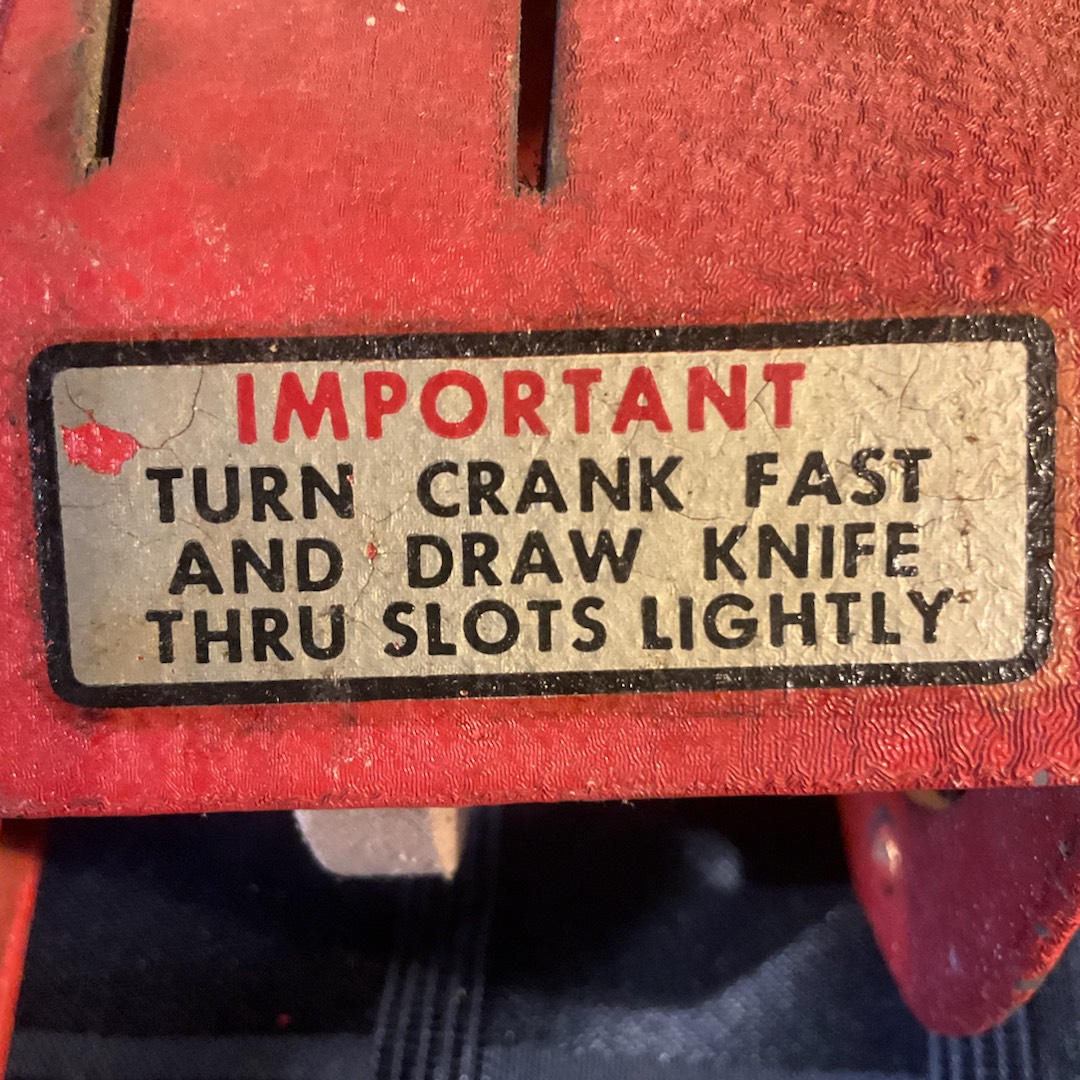 IMPORTANT
TURN CRANK FAST
AND DRAW KNIFE
THRU SLOTS LIGHTLY